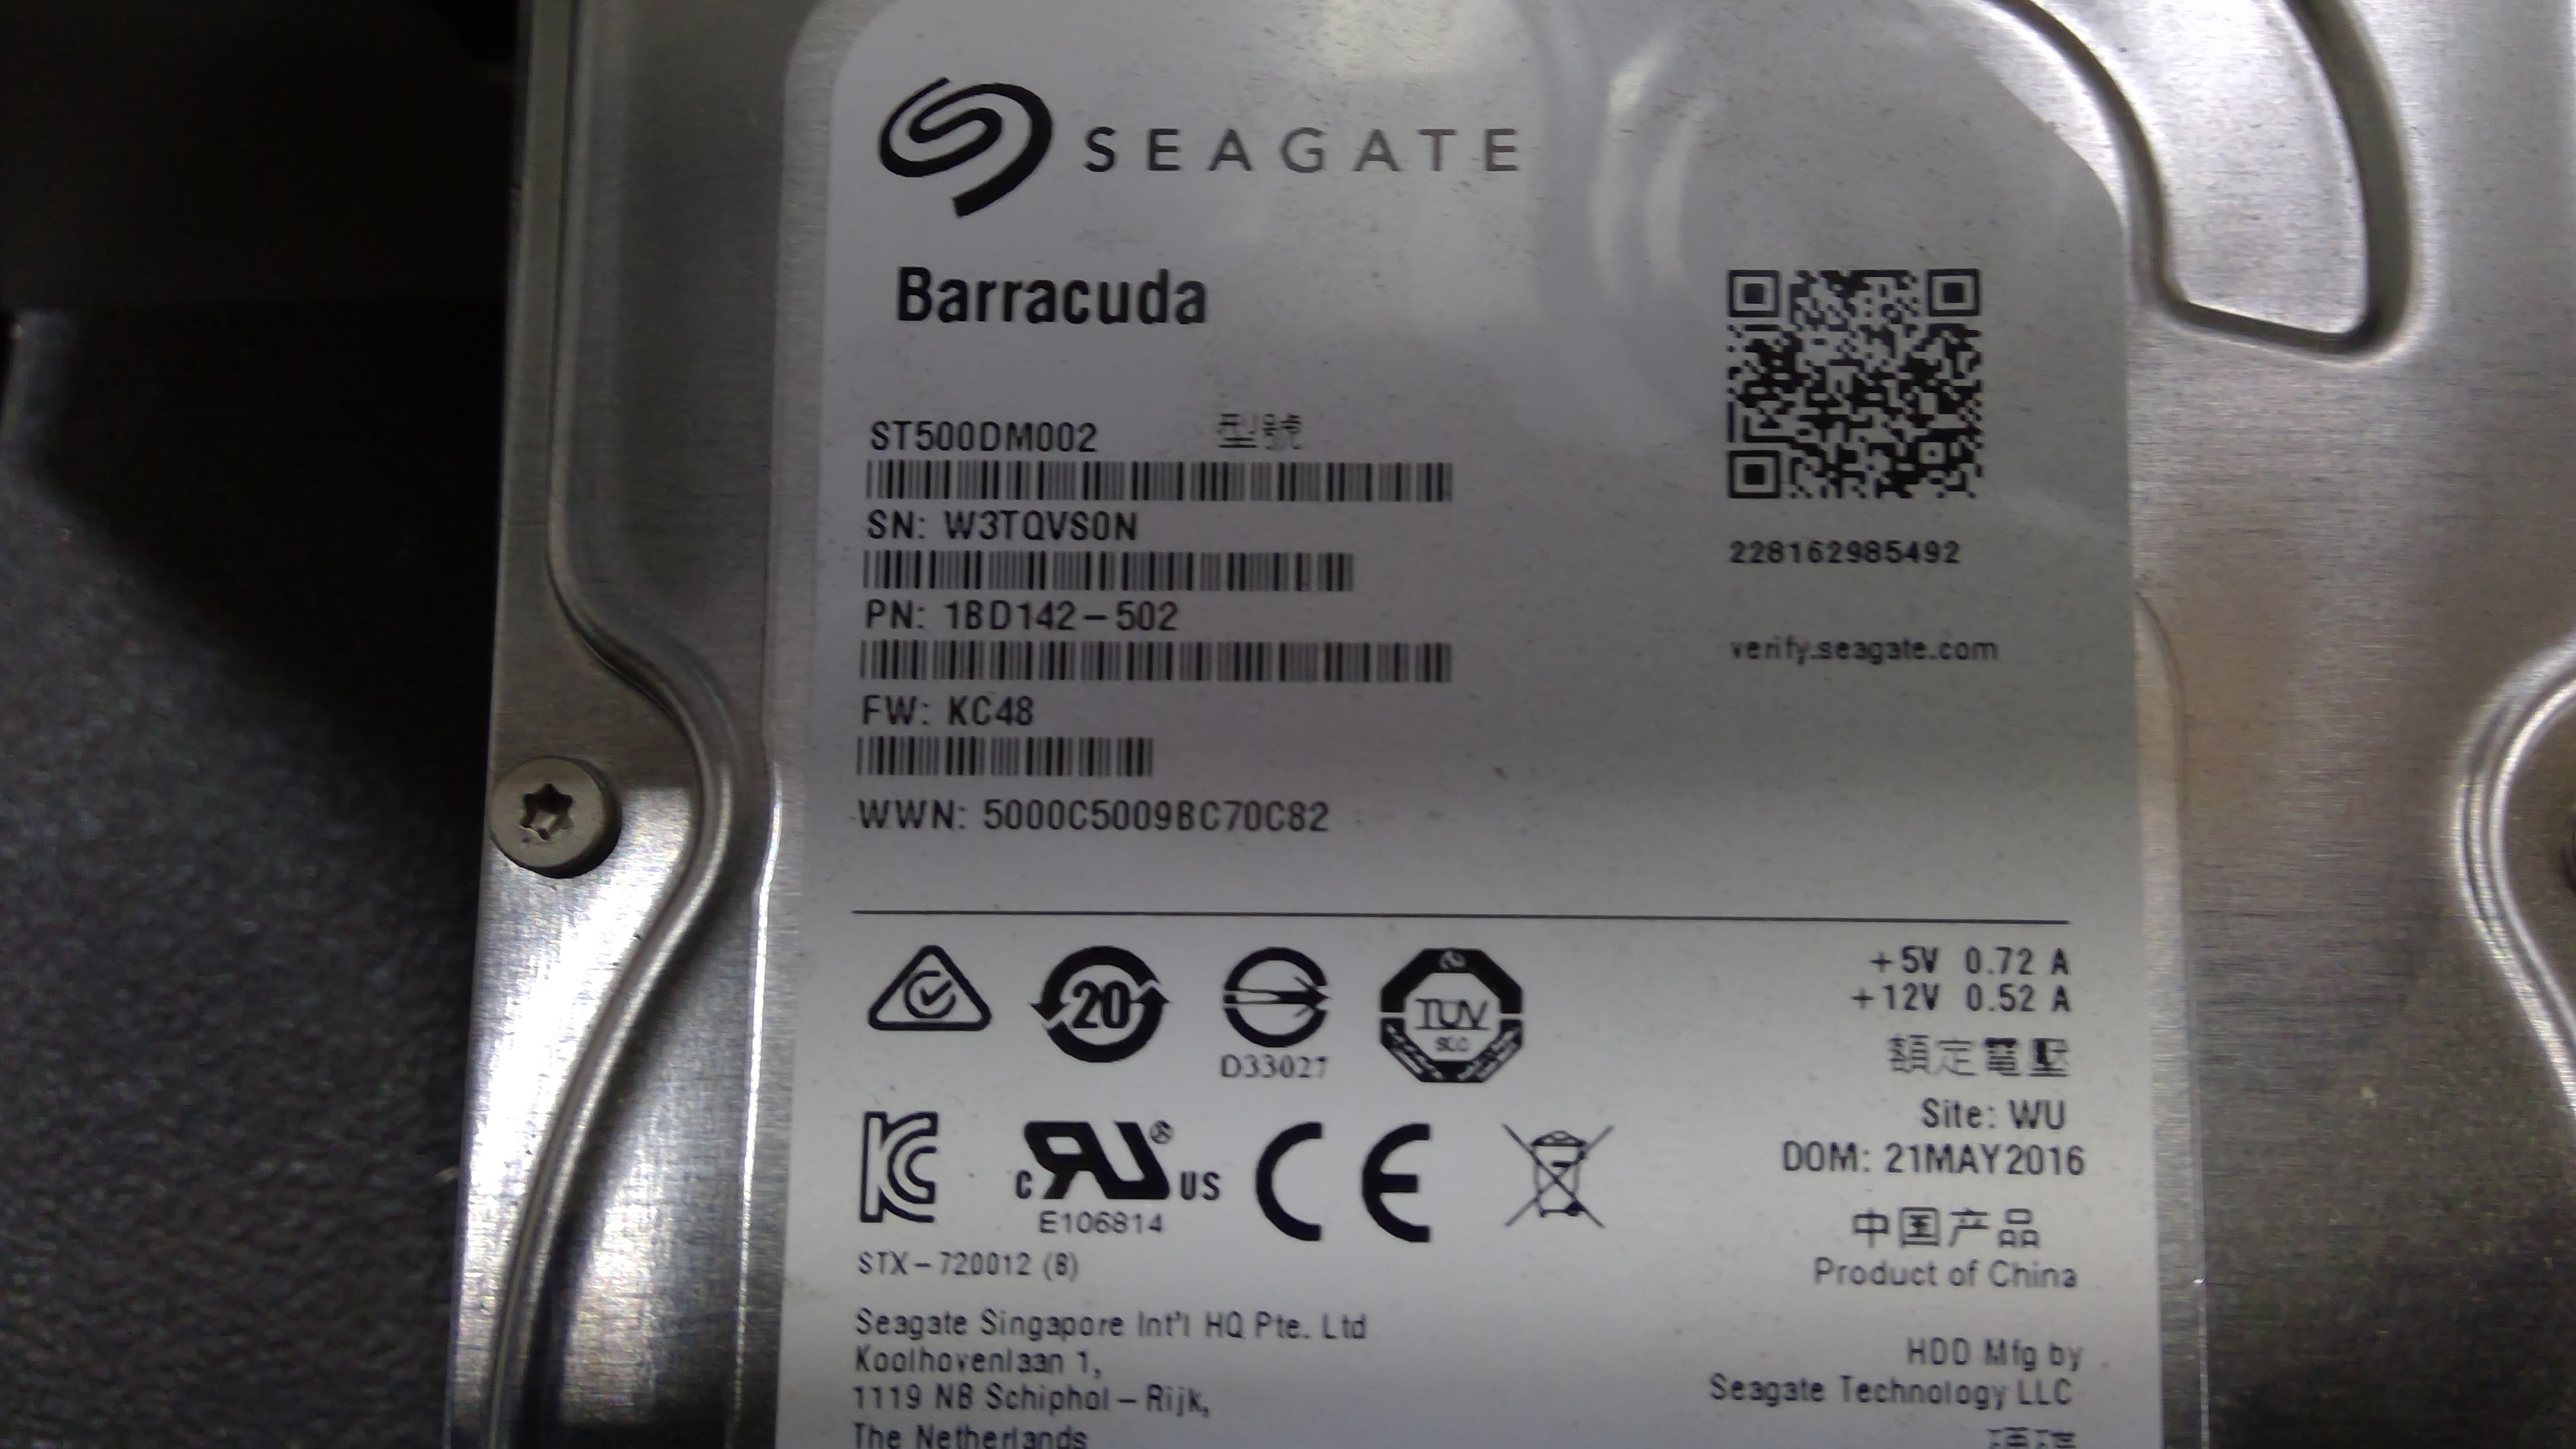 SEAGATE
Barracuda
ST500DM002 型號
SN: W3TQVS0N
PN: 1BD142-502
FW: KC48
WWN: 5000C5009BC70C82
228162985492
verify.seagate.com
20
D33027
TUV
+5V 0.72 A
+12V 0.52 A
額定電壓
Site: WU
DOM: 21MAY2016
中国产品
Product of China
c RU ® US
E106814
CE
STX-720012 (B)
Seagate Singapore Int'l HQ Pte. Ltd
Koolhovenlaan 1,
1119 NB Schiphol-Rijk,
The Netherlands
HDD Mfg by
Seagate Technology LLC